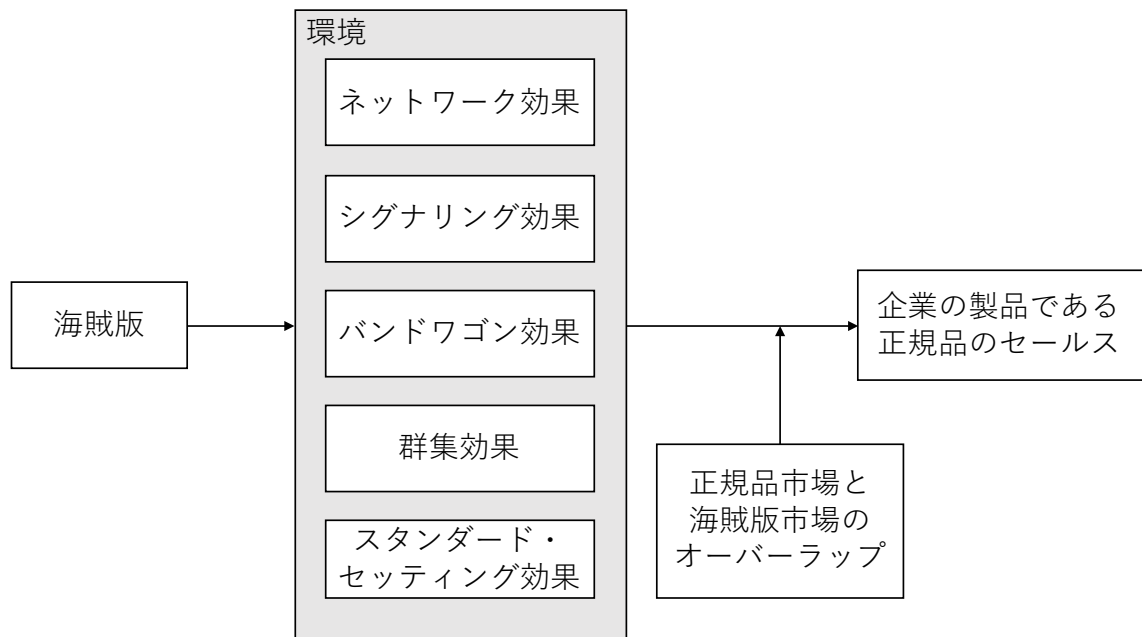 環境
ネットワーク効果
シグナリング効果
海賊版
バンドワゴン効果
企業の製品である
正規品のセールス
群集効果
正規品市場と
海賊版市場の
オーバーラップ
スタンダード・
セッティング効果